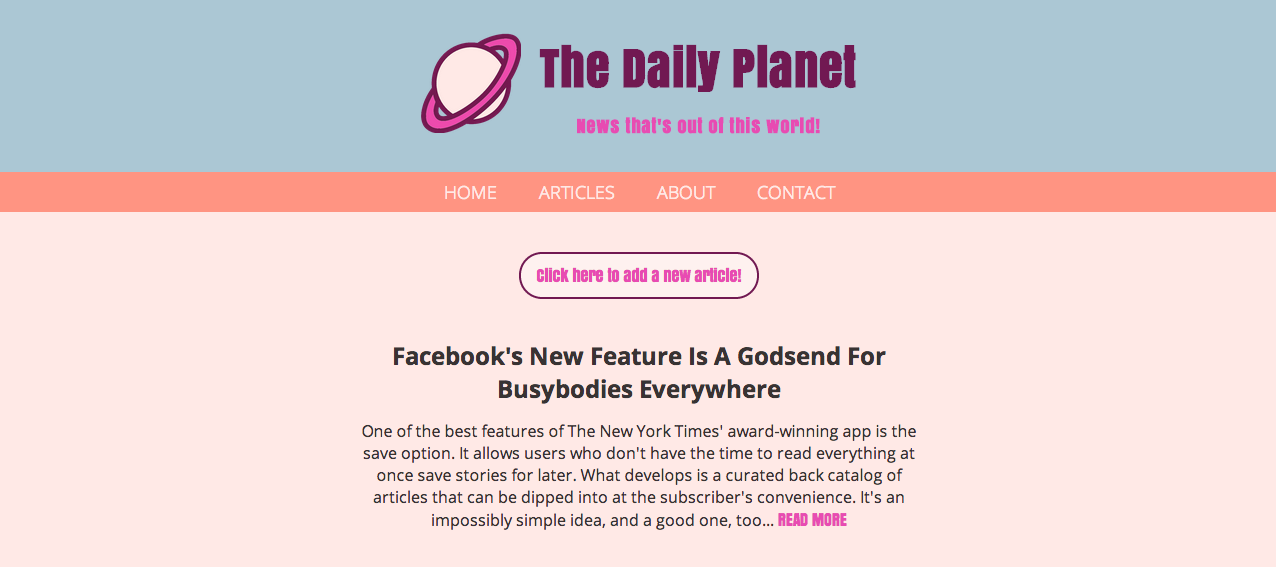 The Daily Planet
News that's out of this world!
HOME ARTICLES ABOUT CONTACT
Click here to add a new article!
Facebook's New Feature Is A Godsend For
Busybodies Everywhere
One of the best features of The New York Times' award-winning app is the
save option. It allows users who don't have the time to read everything at
once save stories for later. What develops is a curated back catalog of
articles that can be dipped into at the subscriber's convenience. It's an
impossibly simple idea, and a good one, too... READ MORE